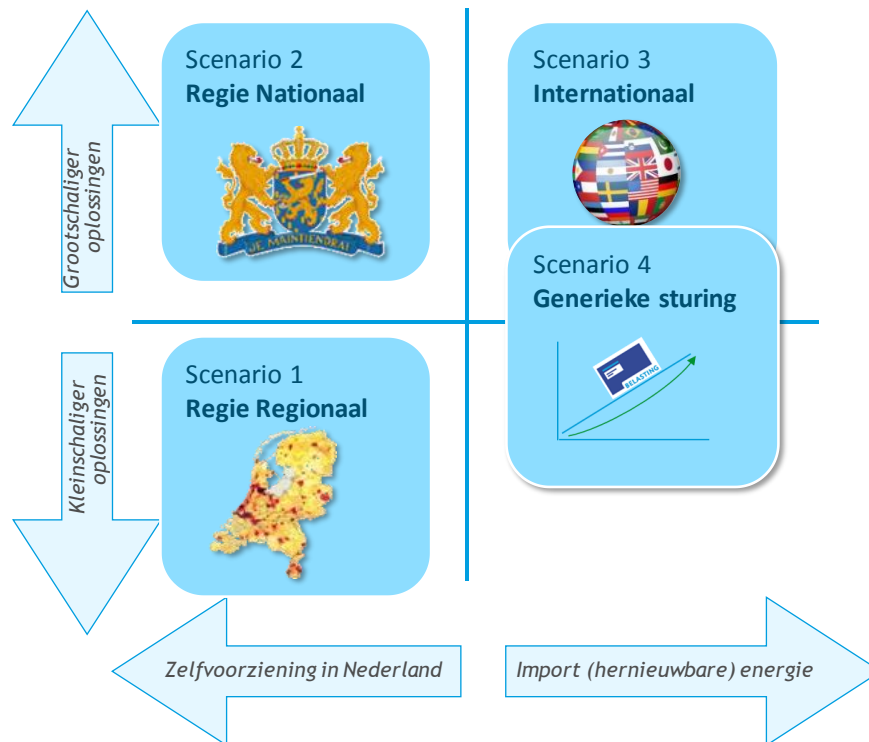 Scenario 2
Regie Nationaal
JE MAINTIENDRAI
Scenario 3
Internationaal
Grootschaliger
oplossingen
Scenario 4
Generieke sturing
BELASTING
Scenario 1
Regie Regionaal
Kleinschaliger
oplossingen
Zelfvoorziening in Nederland
Import (hernieuwbare) energie